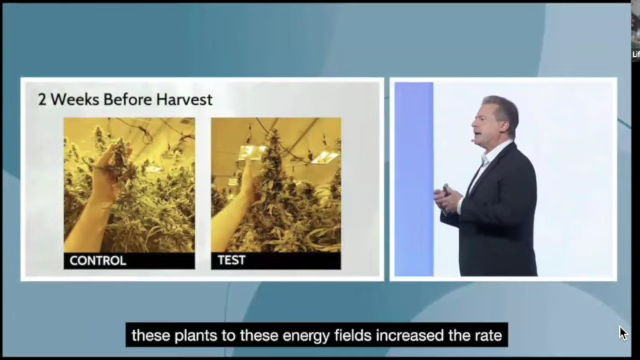 2 Weeks Before Harvest
CONTROL
TEST
these plants to these energy fields increased the rate